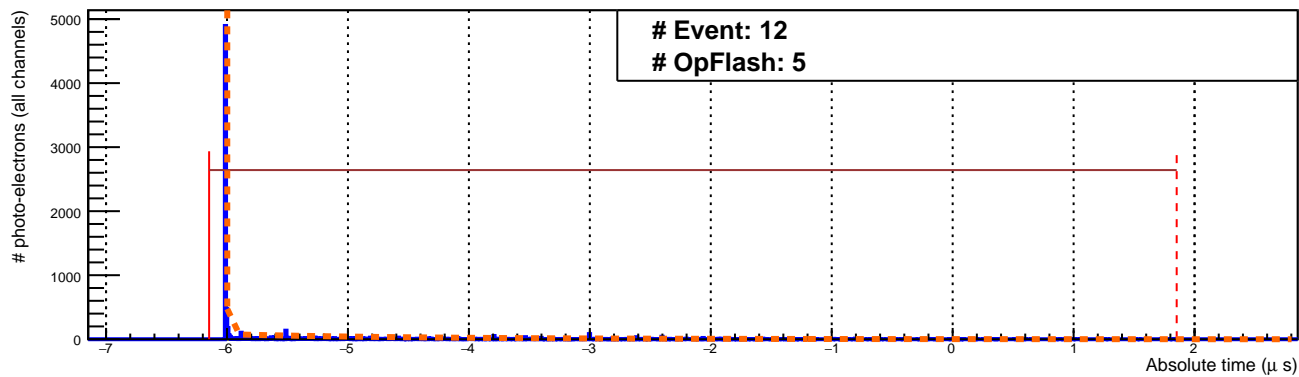 # Event: 12
# OpFlash: 5
# photo-electrons (all channels)
5000
4000
3000
2000
1000
0
−7 −6 −5 −4 −3 −2 −1 0 1 2
Absolute time (μ s)